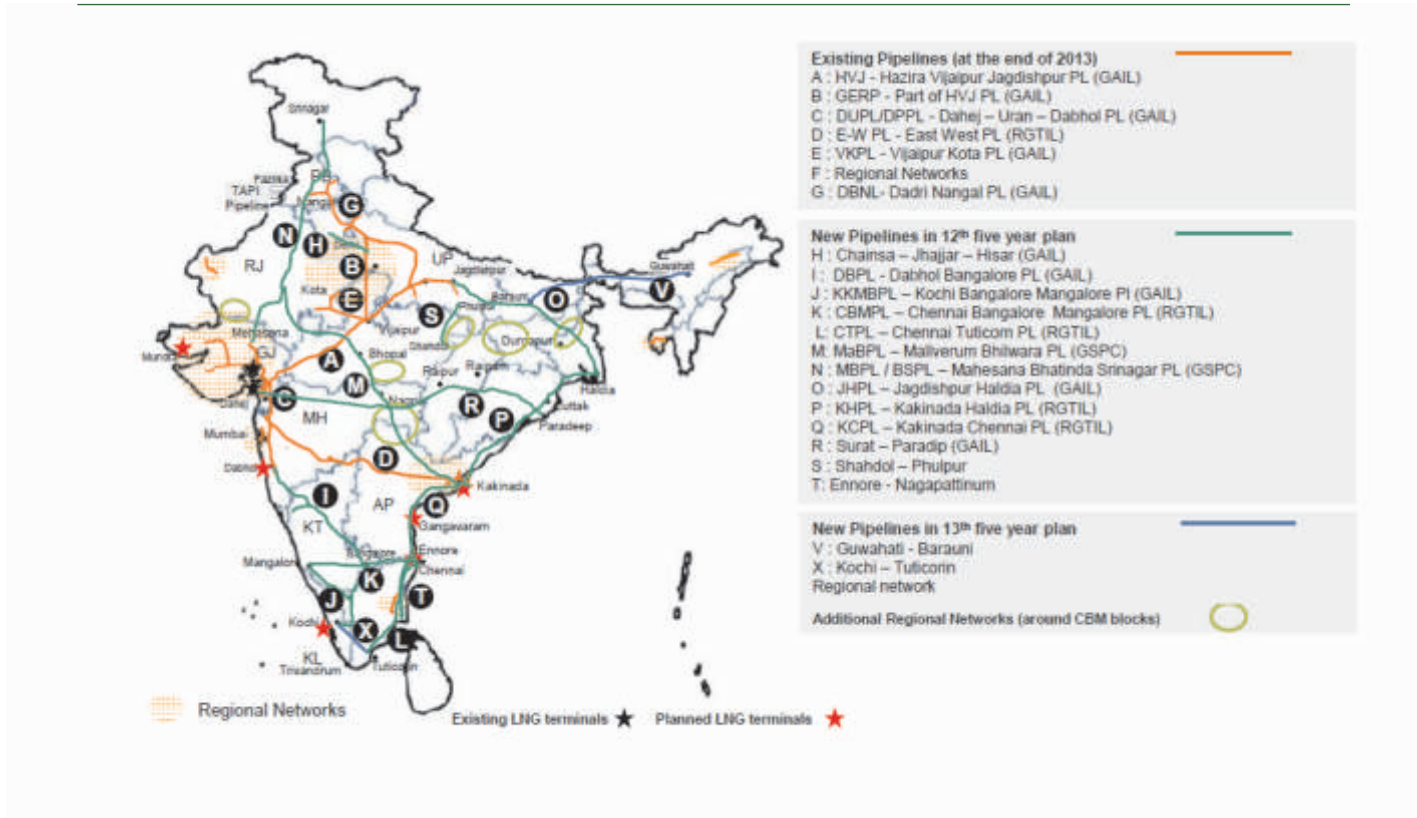 Existing Pipelines (at the end of 2013)
A : HVJ - Hazira Vijaipur Jagdishpur PL (GAIL)
B : GERP - Part of HVJ PL (GAIL)
C : DUPL/DPPL - Dahej – Uran – Dabhol PL (GAIL)
D : E-W PL - East West PL (RGTIL)
E : VKPL - Vijaipur Kota PL (GAIL)
F : Regional Networks
G : DBNL- Dadri Nangal PL (GAIL)
New Pipelines in 12th five year plan
H : Chainsa – Jhajjar – Hisar (GAIL)
I : DBPL - Dabhol Bangalore PL (GAIL)
J : KKMBPL – Kochi Bangalore Mangalore Pl (GAIL)
K : CBMPL – Chennai Bangalore Mangalore PL (RGTIL)
L: CTPL – Chennai Tuticorn PL (RGTIL)
M: MaBPL – Mallverum Bhilwara PL (GSPC)
N : MBPL / BSPL – Mahesana Bhatinda Srinagar PL (GSPC)
O : JHPL – Jagdishpur Haldia PL (GAIL)
P : KHPL – Kakinada Haldia PL (RGTIL)
Q : KCPL – Kakinada Chennai PL (RGTIL)
R : Surat – Paradip (GAIL)
S : Shahdol – Phulpur
T: Ennore - Nagapattinum
New Pipelines in 13th five year plan
V : Guwahati - Barauni
X : Kochi – Tuticorin
Regional network
Additional Regional Networks (around CBM blocks)
Srinagar
TAPI
Pipeline
G
N
H
B
RJ
UP
Jagdishpur
Guwahati
Kota
E
S
O
V
Vijaipur
Mehasana
GJ
A
Bhopal
Durgapur
Raipur
M
Haldia
C
MH
R
P
Cuttak
Paradeep
Mumbai
D
Kakinada
I
AP
Q
Gangavaram
KT
Ennore
Mangalore
Chennai
K
J
T
Kochi
X
L
KL
Trivandrum
Tuticorin
Regional Networks
Existing LNG terminals
Planned LNG terminals